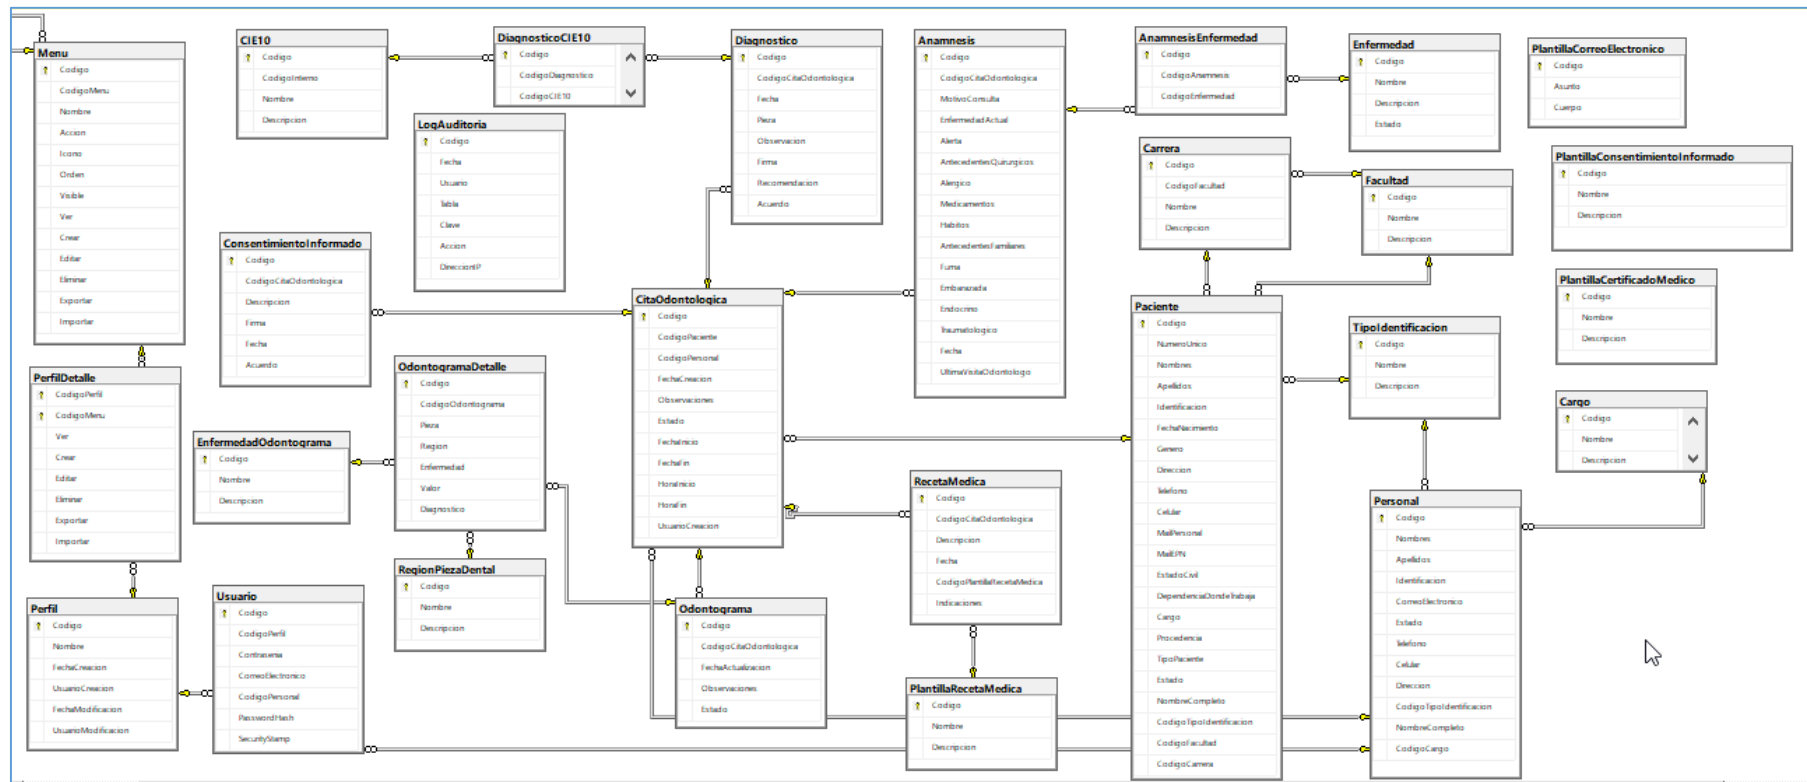 Menu
Codigo
CodigoMenu
Nombre
Accion
Icono
Orden
Visible
Ver
Crear
Editar
Eliminar
Exportar
Importar
CIE10
Codigo
CodigoInterno
Nombre
Descripcion
DiagnosticoCIE10
Codigo
CodigoDiagnostico
CodigoCIE10
Diagnostico
Codigo
CodigoCitaOdontologica
Fecha
Pieza
Observacion
Firma
Recomendacion
Acuerdo
Anamnesis
Codigo
CodigoCitaOdontologica
MotivoConsulta
EnfermedadActual
Alerta
AntecedentesQuirurgicos
Alergico
Medicamentos
Habitos
AntecedentesFamiliares
Fuma
Embarazada
Endocrino
Traumatologico
Fecha
UltimaVisitaOdontologo
AnamnesisEnfermedad
Codigo
CodigoAnamnesis
CodigoEnfermedad
Enfermedad
Codigo
Nombre
Descripcion
Estado
PlantillaCorreoElectronico
Codigo
Asunto
Cuerpo
LogAuditoria
Codigo
Fecha
Usuario
Tabla
Clave
Accion
DireccionIP
Carrera
Codigo
CodigoFacultad
Nombre
Descripcion
Facultad
Codigo
Nombre
Descripcion
PlantillaConsentimientoInformado
Codigo
Nombre
Descripcion
ConsentimientoInformado
Codigo
CodigoCitaOdontologica
Descripcion
Firma
Fecha
Acuerdo
CitaOdontologica
Codigo
CodigoPaciente
CodigoPersonal
FechaCreacion
Observaciones
Estado
FechaInicio
FechaFin
HoraInicio
HoraFin
UsuarioCreacion
Paciente
Codigo
NumeroUnico
Nombres
Apellidos
Identificacion
FechaNacimiento
Genero
Direccion
Telefono
Celular
MailPersonal
MailEPN
EstadoCivil
DependenciaDondeTrabaja
Cargo
Procedencia
TipoPaciente
Estado
NombreCompleto
CodigoTipoIdentificacion
CodigoFacultad
CodigoCarrera
TipoIdentificacion
Codigo
Nombre
Descripcion
PlantillaCertificadoMedico
Codigo
Nombre
Descripcion
PerfilDetalle
CodigoPerfil
CodigoMenu
Ver
Crear
Editar
Eliminar
Exportar
Importar
OdontogramaDetalle
Codigo
CodigoOdontograma
Pieza
Region
Enfermedad
Valor
Diagnostico
EnfermedadOdontograma
Codigo
Nombre
Descripcion
Cargo
Codigo
Nombre
Descripcion
RecetaMedica
Codigo
CodigoCitaOdontologica
Descripcion
Fecha
CodigoPlantillaRecetaMedica
Indicaciones
Personal
Codigo
Nombres
Apellidos
Identificacion
CorreoElectronico
Estado
Telefono
Celular
Direccion
CodigoTipoIdentificacion
NombreCompleto
CodigoCargo
RegionPiezaDental
Codigo
Nombre
Descripcion
Perfil
Codigo
Nombre
FechaCreacion
UsuarioCreacion
FechaModificacion
UsuarioModificacion
Usuario
Codigo
CodigoPerfil
Contrasenia
CorreoElectronico
CodigoPersonal
PasswordHash
SecurityStamp
Odontograma
Codigo
CodigoCitaOdontologica
FechaActualizacion
Observaciones
Estado
PlantillaRecetaMedica
Codigo
Nombre
Descripcion